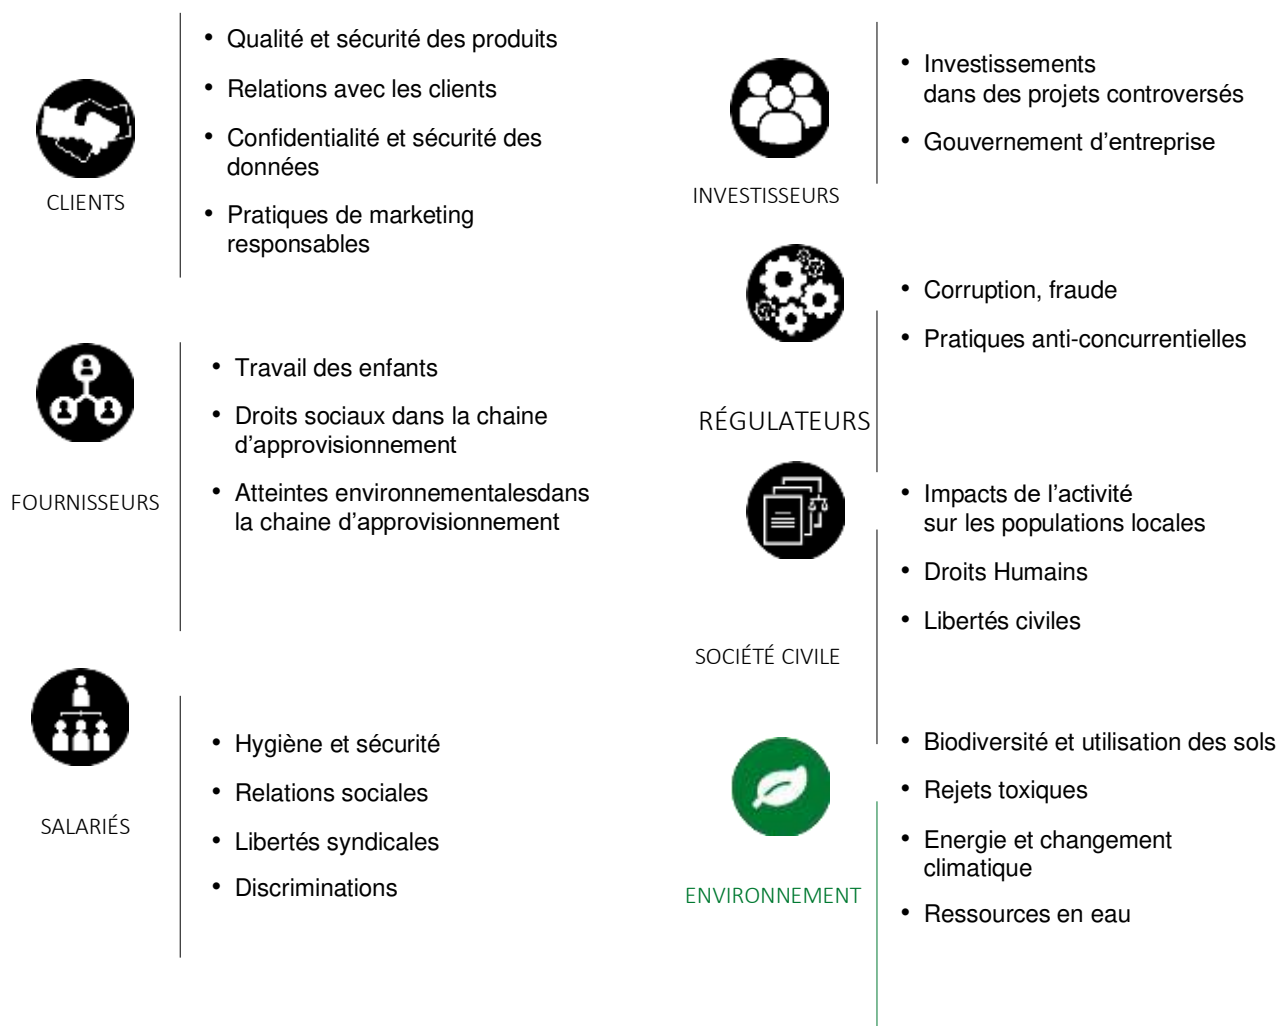 CLIENTS
• Qualité et sécurité des produits
• Relations avec les clients
• Confidentialité et sécurité des
données
• Pratiques de marketing
responsables
FOURNISSEURS
• Travail des enfants
• Droits sociaux dans la chaine
d’approvisionnement
• Atteintes environnementalesdans
la chaine d’approvisionnement
SALARIÉS
• Hygiène et sécurité
• Relations sociales
• Libertés syndicales
• Discriminations
INVESTISSEURS
• Investissements
dans des projets controversés
• Gouvernement d’entreprise
RÉGULATEURS
• Corruption, fraude
• Pratiques anti-concurrentielles
SOCIÉTÉ CIVILE
• Impacts de l’activité
sur les populations locales
• Droits Humains
• Libertés civiles
ENVIRONNEMENT
• Biodiversité et utilisation des sols
• Rejets toxiques
• Energie et changement
climatique
• Ressources en eau